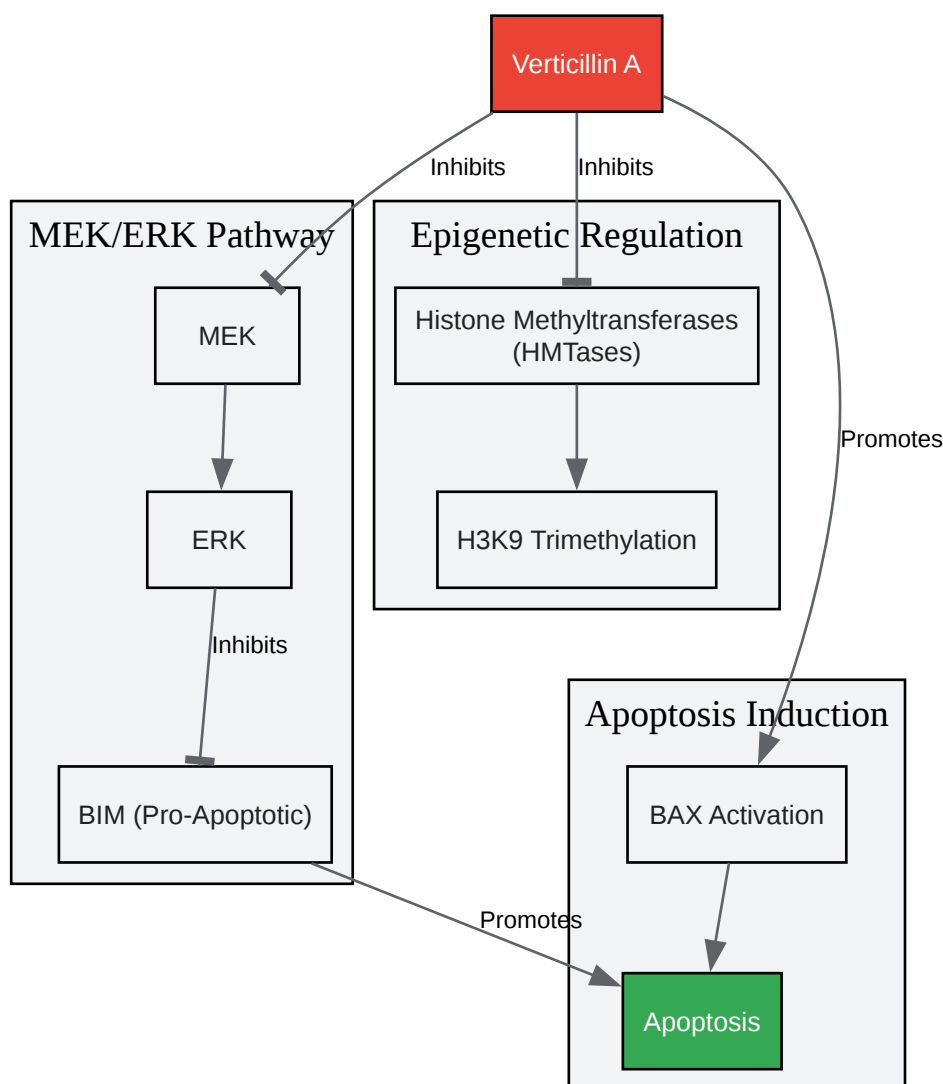 Verticillin A
Inhibits
Inhibits
MEK/ERK Pathway
Epigenetic Regulation
MEK
Histone Methyltransferases
(HMTases)
Promotes
ERK
H3K9 Trimethylation
Inhibits
Apoptosis Induction
BIM (Pro-Apoptotic)
BAX Activation
Promotes
Apoptosis